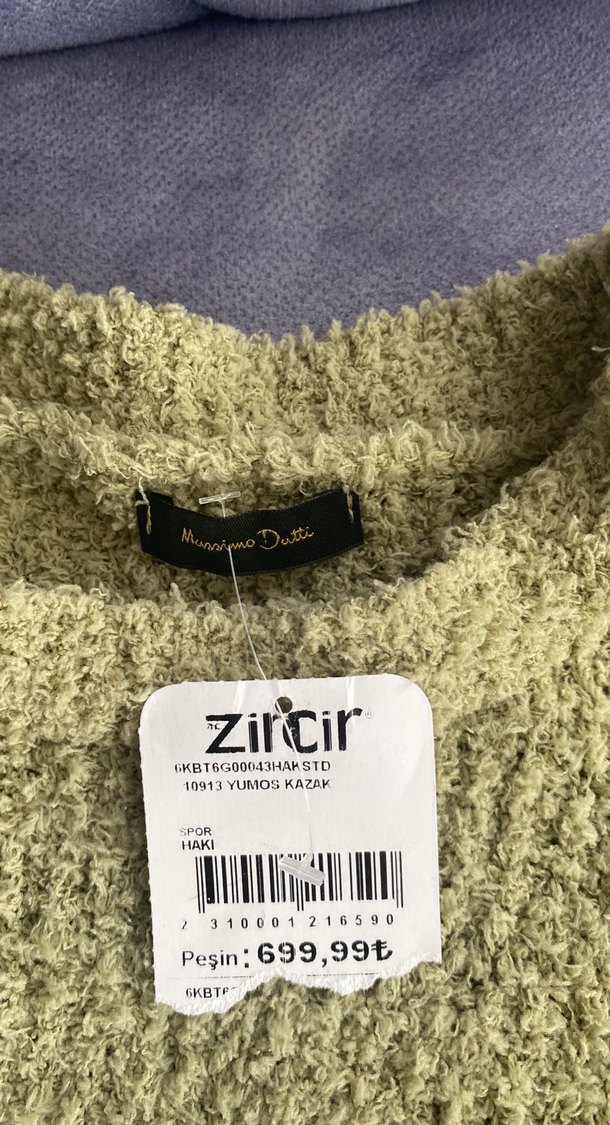 Massimo Dutti
zircir®
6KBT6G00043HAKSTD
10913 YUMOS KAZAK
SPOR
HAKI
2 310001 216590
Peşin : 699,99₺